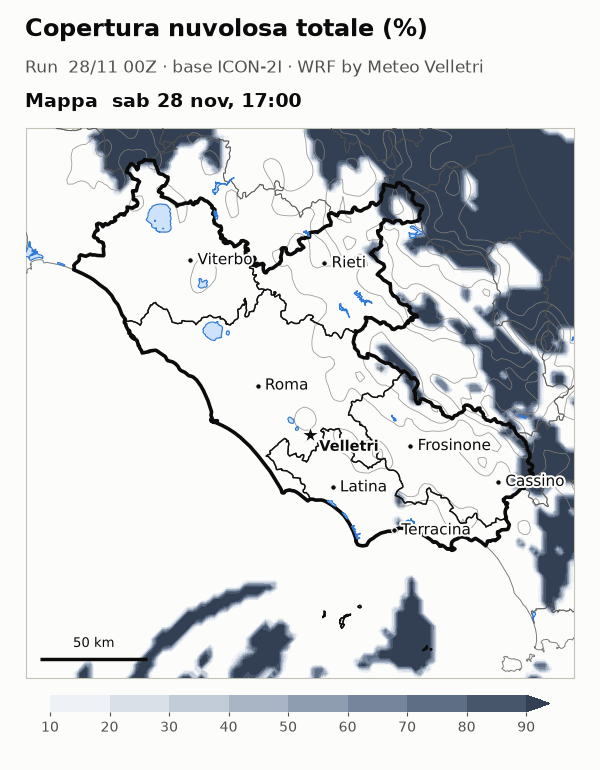 Copertura nuvolosa totale (%)
Run 28/11 00Z · base ICON-2I · WRF by Meteo Velletri
Mappa sab 28 nov, 17:00
Viterbo
Rieti
Roma
Velletri
Frosinone
Latina
Cassino
Terracina
50 km
10 20 30 40 50 60 70 80 90